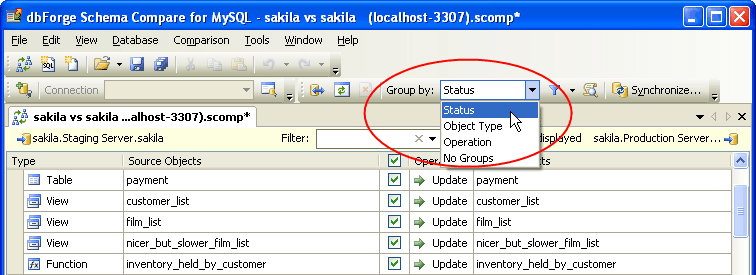 dbForge Schema Compare for MySQL - sakila vs sakila (localhost-3307).scomp*
File Edit View Database Comparison Tools Window Help
SQL
Connection Group by: Status Synchronize...
Status
Object Type
Operation
No Groups
sakila vs sakila ...alhost-3307).scomp*
sakila.Staging Server.sakila Filter: displayed sakila.Production Server...
Type Source Objects Ope
Table payment Update payment
View customer_list Update customer_list
View film_list Update film_list
View nicer_but_slower_film_list Update nicer_but_slower_film_list
Function inventory_held_by_customer Update inventory_held_by_customer